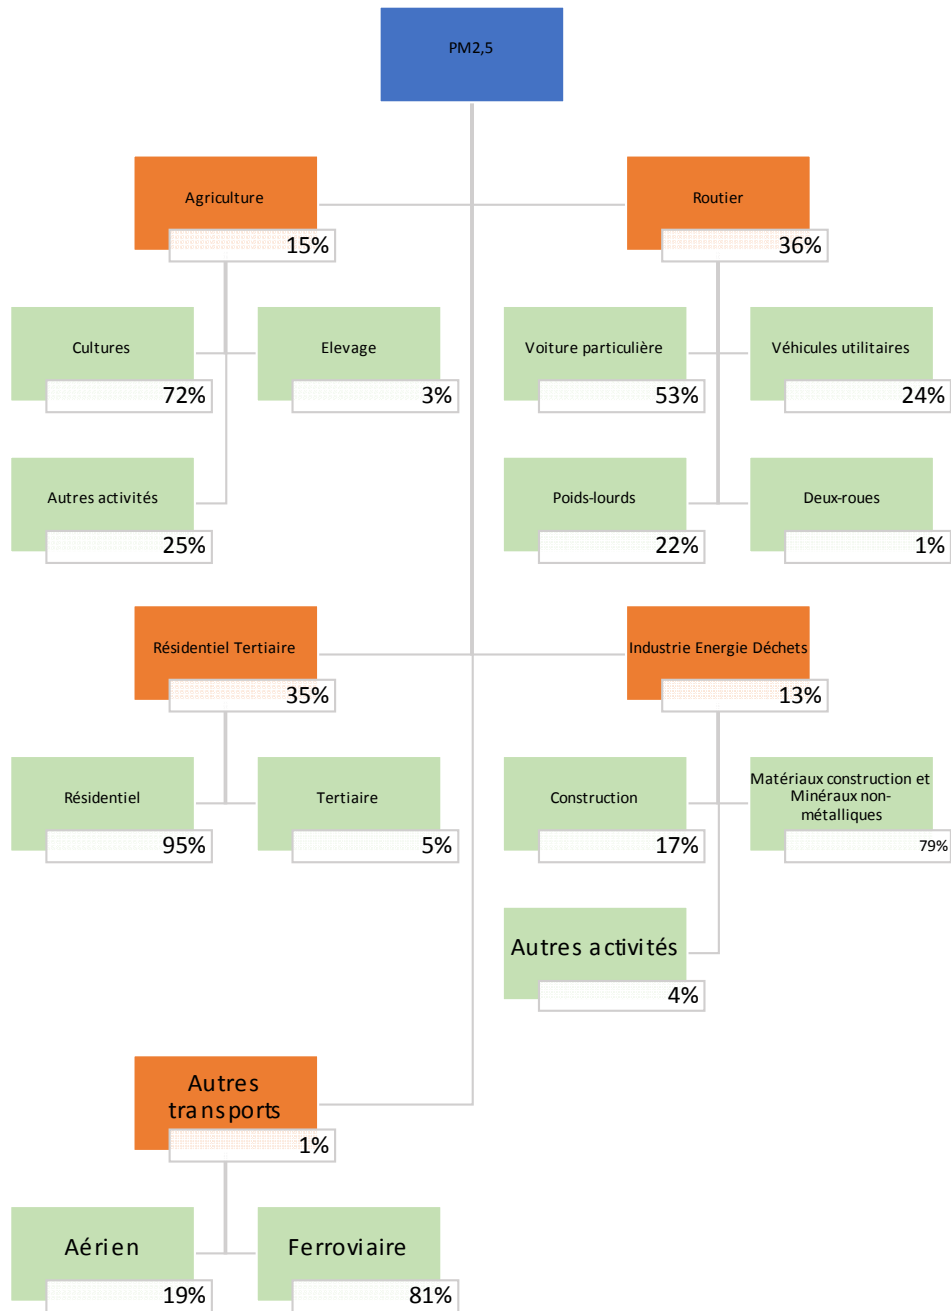 PM2,5
Agriculture
15%
Routier
36%
Cultures
72%
Elevage
3%
Voiture particulière
53%
Véhicules utilitaires
24%
Autres activités
25%
Poids-lourds
22%
Deux-roues
1%
Résidentiel Tertiaire
35%
Industrie Energie Déchets
13%
Résidentiel
95%
Tertiaire
5%
Construction
17%
Matériaux construction et
Minéraux non-
métalliques
79%
Autres activités
4%
Autres
transports
1%
Aérien
19%
Ferroviaire
81%